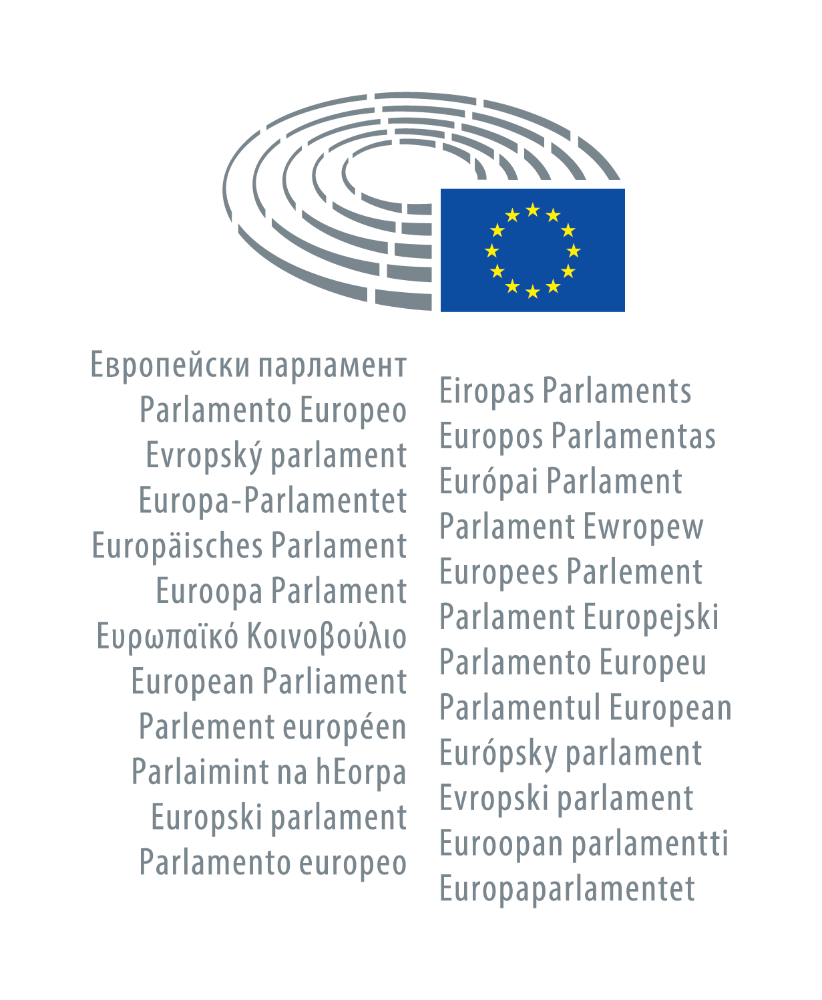 Европейски парламент
Parlamento Europeo
Evropský parlament
Europa-Parlamentet
Europäisches Parlament
Euroopa Parlament
Ευρωπαϊκό Κοινοβούλιο
European Parliament
Parlement européen
Parlaimint na hEorpa
Europski parlament
Parlamento europeo
Eiropas Parlaments
Europos Parlamentas
Európai Parlament
Parlament Ewropew
Europees Parlement
Parlament Europejski
Parlamento Europeu
Parlamentul European
Európsky parlament
Evropski parlament
Euroopan parlamentti
Europaparlamentet